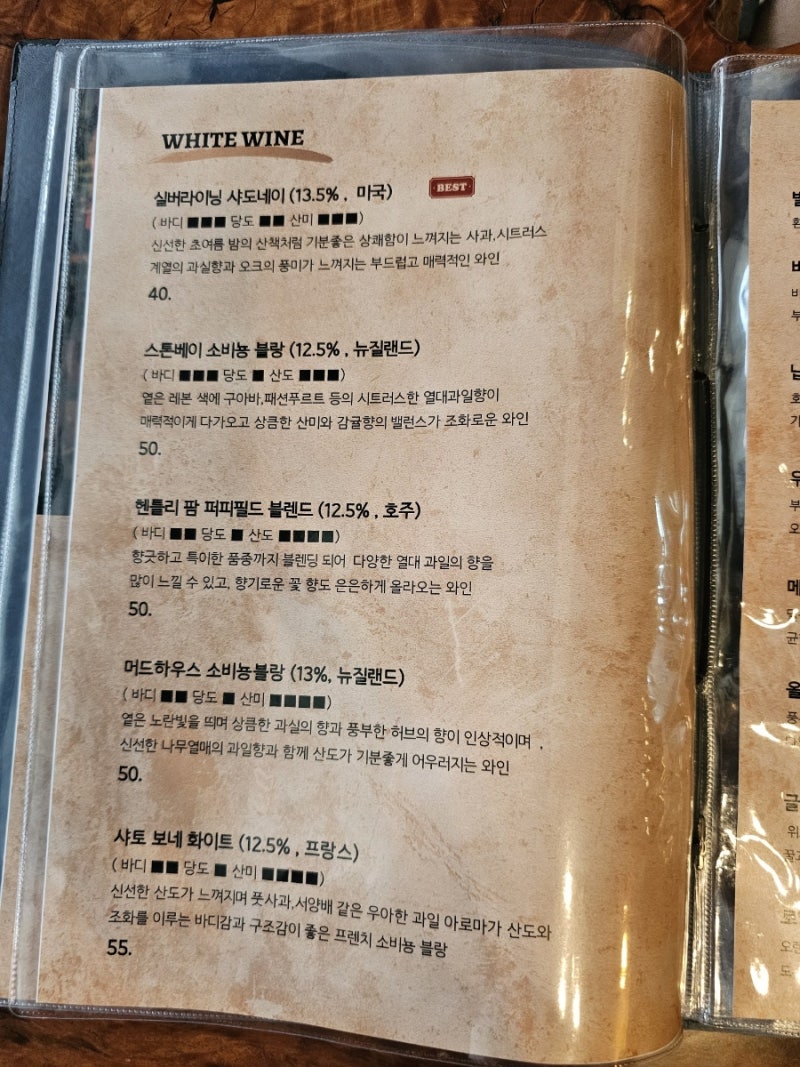 WHITE WINE
실버라이닝 샤도네이 (13.5% , 미국) BEST
( 바디 ■■■ 당도 ■■ 산미 ■■■)
신선한 초여름 밤의 산책처럼 기분좋은 상쾌함이 느껴지는 사과,시트러스
계열의 과실향과 오크의 풍미가 느껴지는 부드럽고 매력적인 와인
40.
스톤베이 소비뇽 블랑 (12.5% , 뉴질랜드)
( 바디 ■■■ 당도 ■ 산도 ■■■)
옅은 레몬 색에 구아바,패션푸르트 등의 시트러스한 열대과일향이
매력적이게 다가오고 상큼한 산미와 감귤향의 밸런스가 조화로운 와인
50.
헨틀리 팜 퍼피필드 블렌드 (12.5% , 호주)
( 바디 ■■ 당도 ■ 산도 ■■■■)
향긋하고 특이한 품종까지 블렌딩 되어 다양한 열대 과일의 향을
많이 느낄 수 있고, 향기로운 꽃 향도 은은하게 올라오는 와인
50.
머드하우스 소비뇽블랑 (13%, 뉴질랜드)
( 바디 ■■ 당도 ■ 산미 ■■■■)
옅은 노란빛을 띄며 상큼한 과실의 향과 풍부한 허브의 향이 인상적이며 ,
신선한 나무열매의 과일향과 함께 산도가 기분좋게 어우러지는 와인
50.
샤토 보네 화이트 (12.5% , 프랑스)
( 바디 ■■ 당도 ■ 산미 ■■■■)
신선한 산도가 느껴지며 풋사과,서양배 같은 우아한 과일 아로마가 산도와
조화를 이루는 바디감과 구조감이 좋은 프렌치 소비뇽 블랑
55.